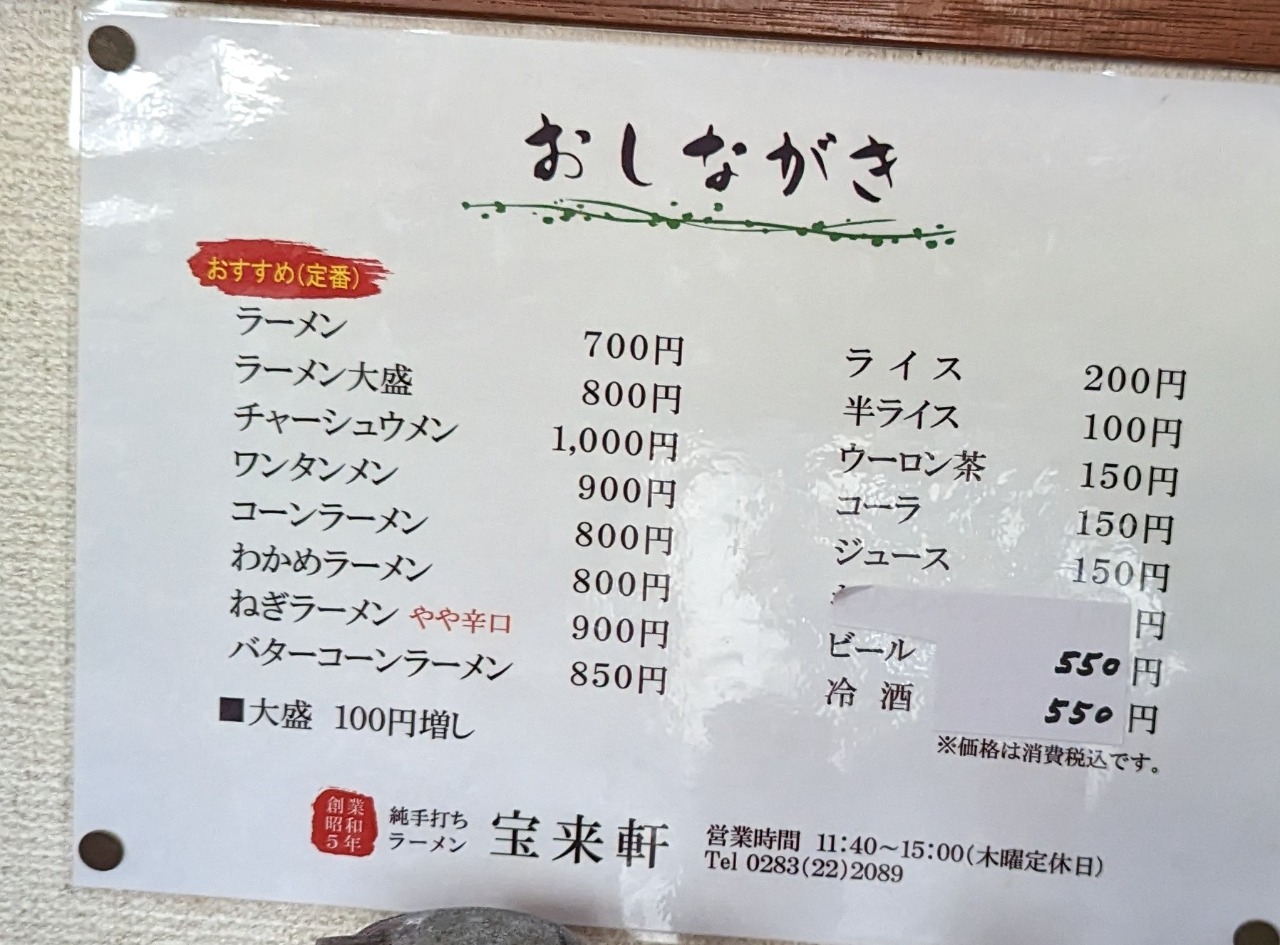 おしながき
おすすめ(定番)
ラーメン 700円
ラーメン大盛 800円
チャーシュウメン 1,000円
ワンタンメン 900円
コーンラーメン 800円
わかめラーメン 800円
ねぎラーメン やや辛口 900円
バターコーンラーメン 850円
■大盛 100円増し
ライス 200円
半ライス 100円
ウーロン茶 150円
コーラ 150円
ジュース 150円
円
ビール 550円
冷酒 550円
※価格は消費税込です。
創業
昭和
5年
純手打ち
ラーメン
宝来軒
営業時間 11:40～15:00(木曜定休日)
Tel 0283(22)2089